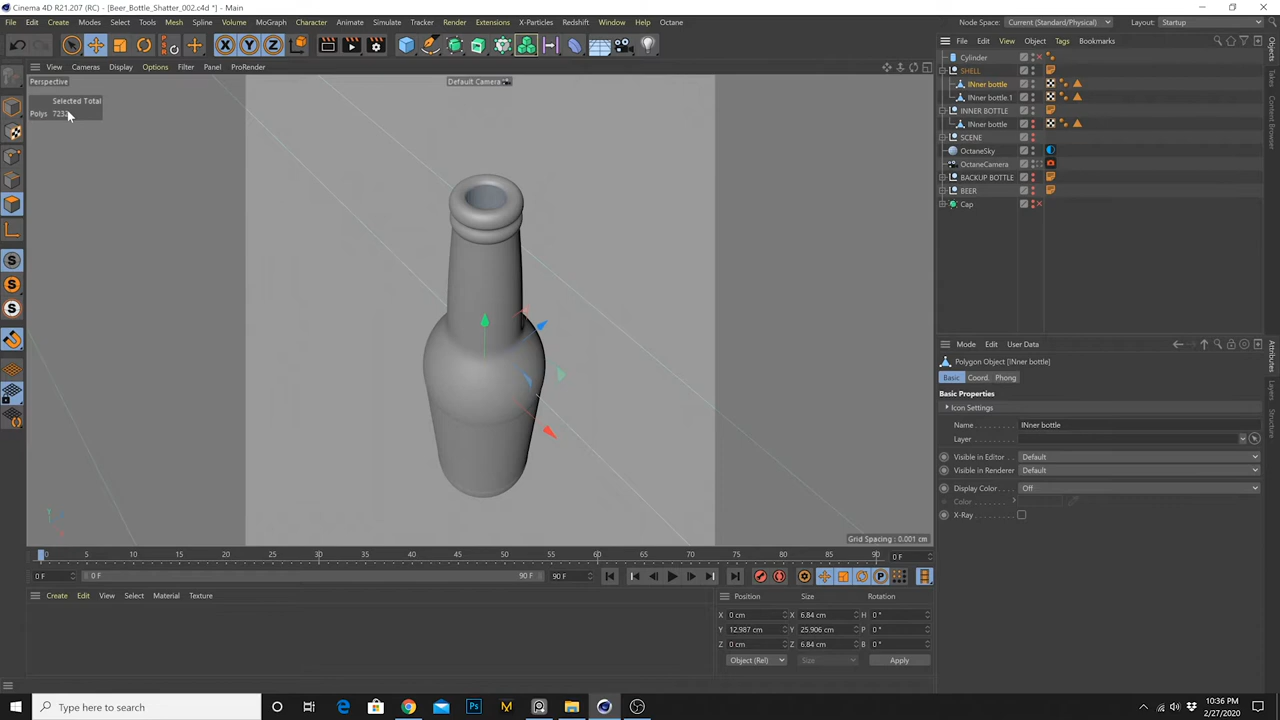 Cinema 4D R21.207 (RC) - [Beer_Bottle_Shatter_002.c4d *] - Main
File Edit Create Modes Select Tools Mesh Spline Volume MoGraph Character Animate Simulate Tracker Render Extensions X-Particles Redshift Window Help Octane
Node Space: Current (Standard/Physical) Layout: Startup
View Cameras Display Options Filter Panel ProRender
File Edit View Object Tags Bookmarks
Perspective
Default Camera
Selected Total
Polys 7232
Cylinder
SHELL
INner bottle
INner bottle.1
INNER BOTTLE
INner bottle
SCENE
OctaneSky
OctaneCamera
BACKUP BOTTLE
BEER
Cap
Objects
Takes
Content Browser
Mode Edit User Data
Polygon Object [INner bottle]
Basic Coord. Phong
Basic Properties
Icon Settings
Name INner bottle
Layer
Visible in Editor Default
Visible in Renderer Default
Display Color Off
Color
X-Ray
Attributes
Layers
Structure
Grid Spacing : 0.001 cm
0 5 10 15 20 25 30 35 40 45 50 55 60 65 70 75 80 85 90 0 F
0 F 0 F 90 F 90 F
Create Edit View Select Material Texture
Position Size Rotation
X 0 cm X 6.84 cm H 0 °
Y 12.987 cm Y 25.906 cm P 0 °
Z 0 cm Z 6.84 cm B 0 °
Object (Rel) Size Apply
Type here to search
10:36 PM
2/27/2020